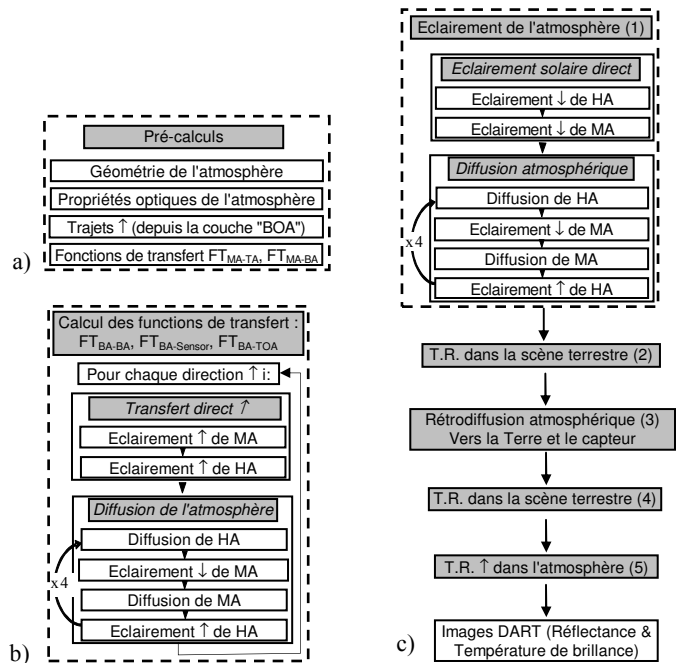 Pré-calculs
Géométrie de l'atmosphère
Propriétés optiques de l'atmosphère
Trajets ↑ (depuis la couche "BOA")
Fonctions de transfert FT_MA-TA, FT_MA-BA
a)
Calcul des functions de transfert :
FT_BA-BA, FT_BA-Sensor, FT_BA-TOA
Pour chaque direction ↑ i:
Transfert direct ↑
Eclairement ↑ de MA
Eclairement ↑ de HA
Diffusion de l'atmosphère
Diffusion de HA
Eclairement ↓ de MA
x4
Diffusion de MA
Eclairement ↑ de HA
b)
Eclairement de l'atmosphère (1)
Eclairement solaire direct
Eclairement ↓ de HA
Eclairement ↓ de MA
Diffusion atmosphérique
Diffusion de HA
x4
Eclairement ↓ de MA
Diffusion de MA
Eclairement ↑ de HA
T.R. dans la scène terrestre (2)
Rétrodiffusion atmosphérique (3)
Vers la Terre et le capteur
T.R. dans la scène terrestre (4)
T.R. ↑ dans l'atmosphère (5)
Images DART (Réflectance &
Température de brillance)
c)